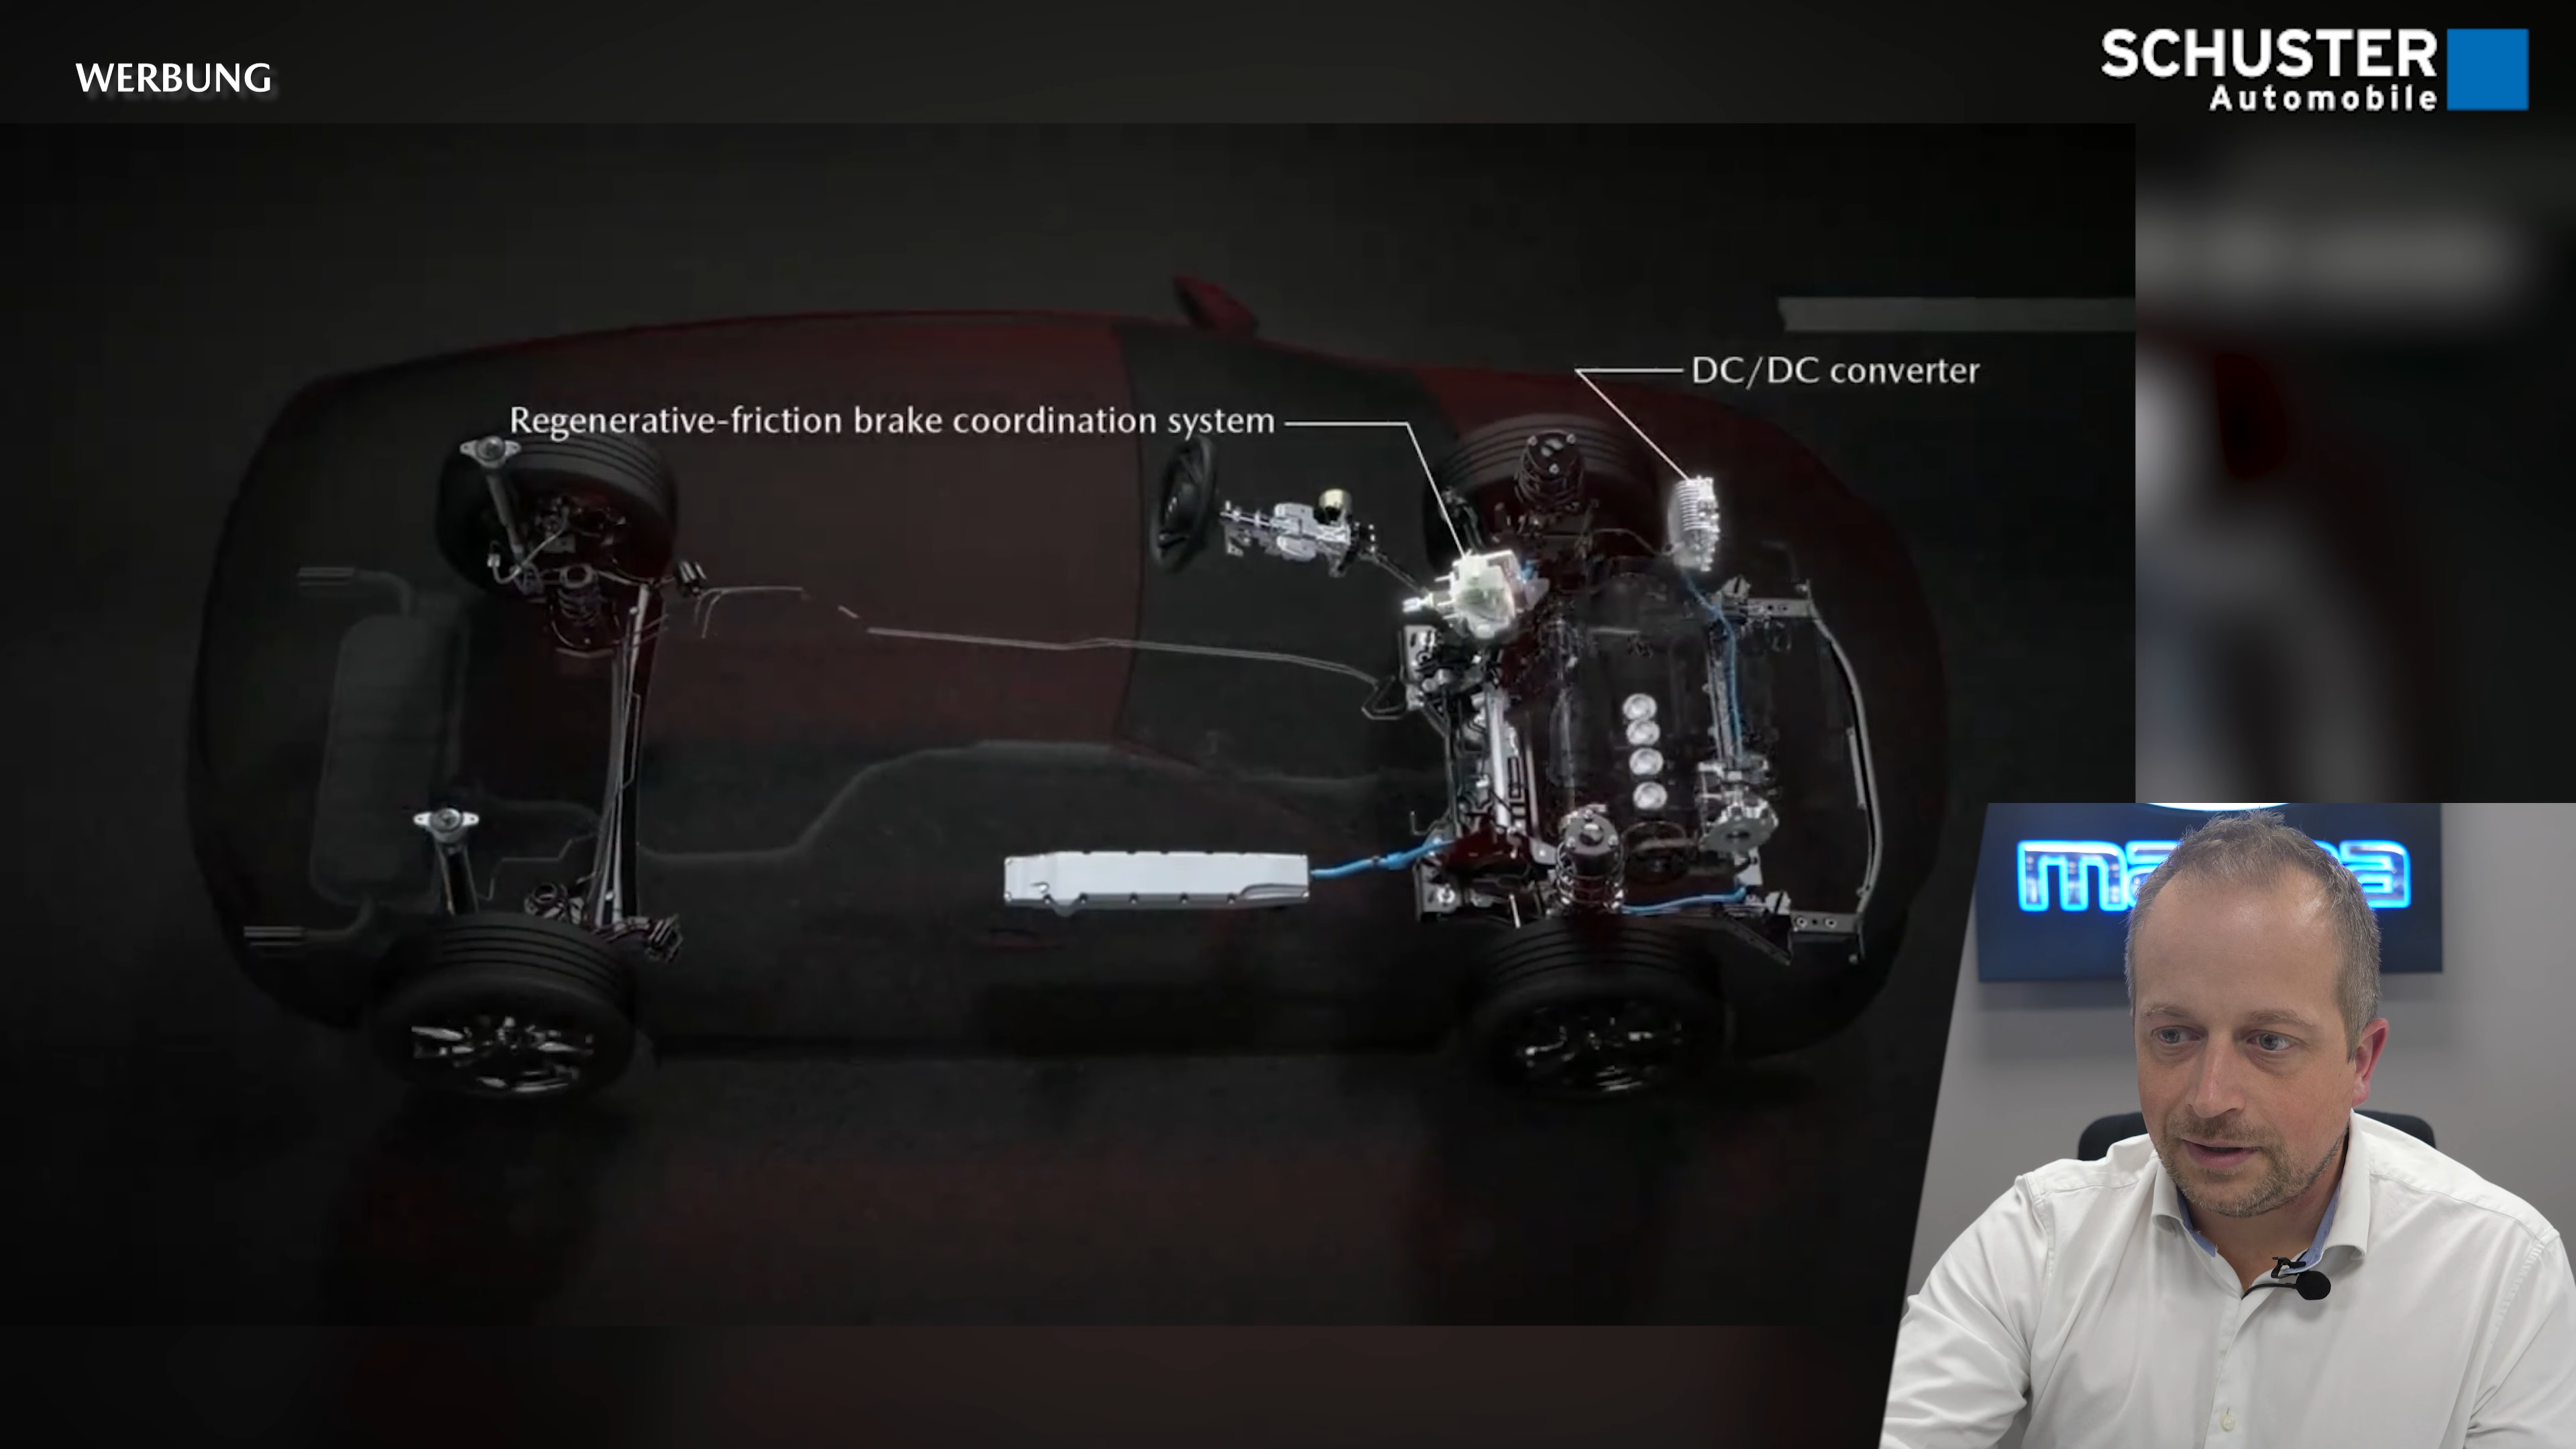 WERBUNG
SCHUSTER
Automobile
DC/DC converter
Regenerative-friction brake coordination system